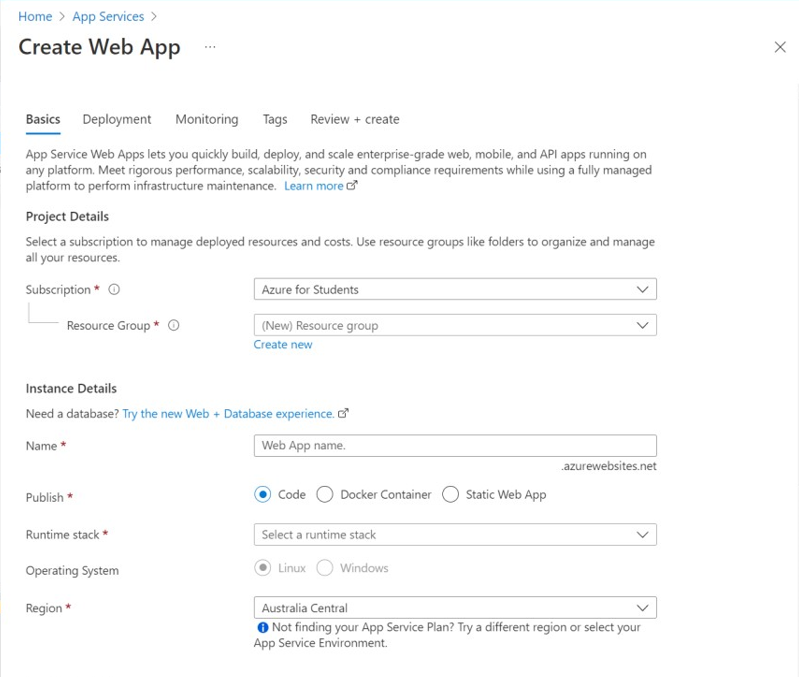 Home > App Services >
Create Web App ...
Basics Deployment Monitoring Tags Review + create
App Service Web Apps lets you quickly build, deploy, and scale enterprise-grade web, mobile, and API apps running on
any platform. Meet rigorous performance, scalability, security and compliance requirements while using a fully managed
platform to perform infrastructure maintenance. Learn more
Project Details
Select a subscription to manage deployed resources and costs. Use resource groups like folders to organize and manage
all your resources.
Subscription * Azure for Students
Resource Group * (New) Resource group
Create new
Instance Details
Need a database? Try the new Web + Database experience.
Name * Web App name.
.azurewebsites.net
Publish * Code Docker Container Static Web App
Runtime stack * Select a runtime stack
Operating System Linux Windows
Region * Australia Central
Not finding your App Service Plan? Try a different region or select your
App Service Environment.